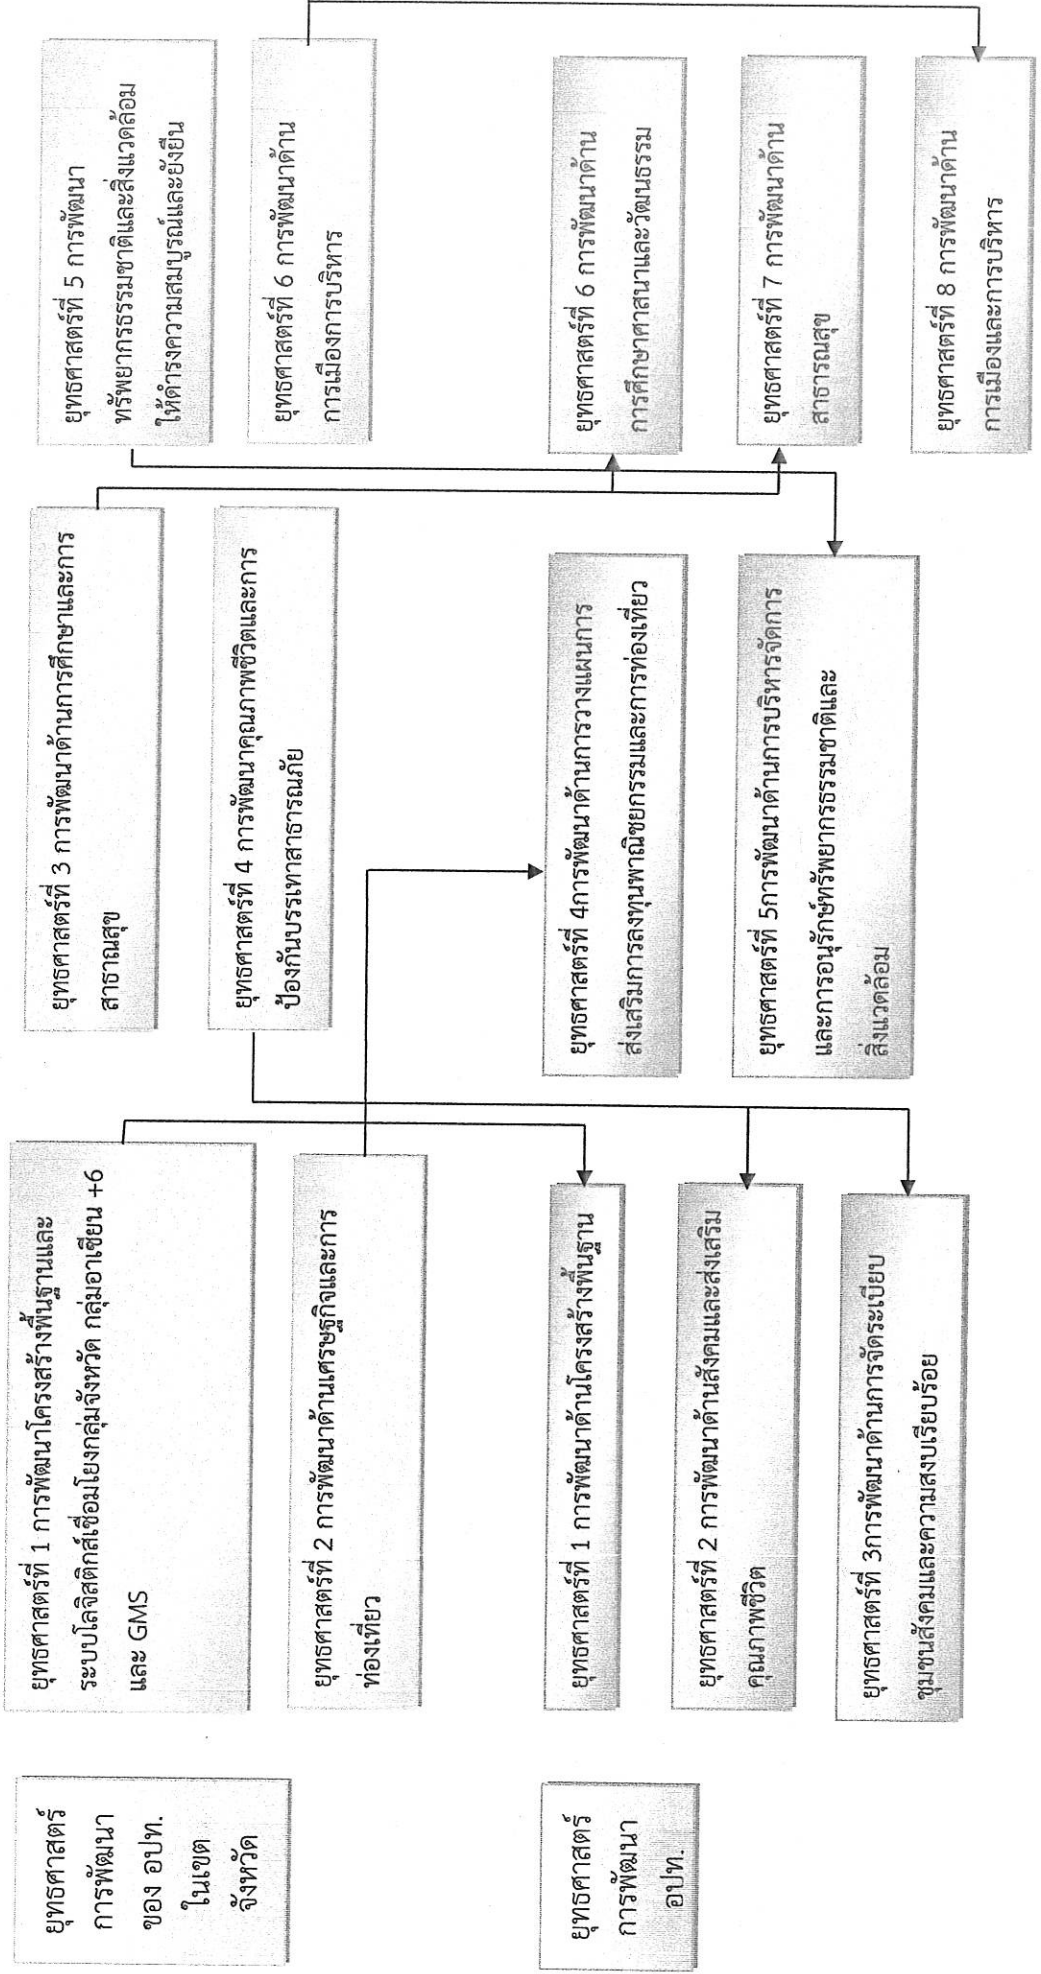 ยุทธศาสตร์
การพัฒนา
ของ อปท.
ในเขต
จังหวัด
ยุทธศาสตร์ที่ 1 การพัฒนาโครงสร้างพื้นฐานและ
ระบบโลจิสติกส์เชื่อมโยงกลุ่มจังหวัด กลุ่มอาเซียน +6
และ GMS
ยุทธศาสตร์ที่ 2 การพัฒนาด้านเศรษฐกิจและการ
ท่องเที่ยว
ยุทธศาสตร์ที่ 3 การพัฒนาด้านการศึกษาและการ
สาธาณสุข
ยุทธศาสตร์ที่ 4 การพัฒนาคุณภาพชีวิตและการ
ป้องกันบรรเทาสาธารณภัย
ยุทธศาสตร์ที่ 5 การพัฒนา
ทรัพยากรธรรมชาติและสิ่งแวดล้อม
ให้ดำรงความสมบูรณ์และยั่งยืน
ยุทธศาสตร์ที่ 6 การพัฒนาด้าน
การเมืองการบริหาร
ยุทธศาสตร์
การพัฒนา
อปท.
ยุทธศาสตร์ที่ 1 การพัฒนาด้านโครงสร้างพื้นฐาน
ยุทธศาสตร์ที่ 2 การพัฒนาด้านสังคมและส่งเสริม
คุณภาพชีวิต
ยุทธศาสตร์ที่ 3การพัฒนาด้านการจัดระเบียบ
ชุมชนสังคมและความสงบเรียบร้อย
ยุทธศาสตร์ที่ 4การพัฒนาด้านการวางแผนการ
ส่งเสริมการลงทุนพาณิชยกรรมและการท่องเที่ยว
ยุทธศาสตร์ที่ 5การพัฒนาด้านการบริหารจัดการ
และการอนุรักษ์ทรัพยากรธรรมชาติและ
สิ่งแวดล้อม
ยุทธศาสตร์ที่ 6 การพัฒนาด้าน
การศึกษาศาสนาและวัฒนธรรม
ยุทธศาสตร์ที่ 7 การพัฒนาด้าน
สาธารณสุข
ยุทธศาสตร์ที่ 8 การพัฒนาด้าน
การเมืองและการบริหาร